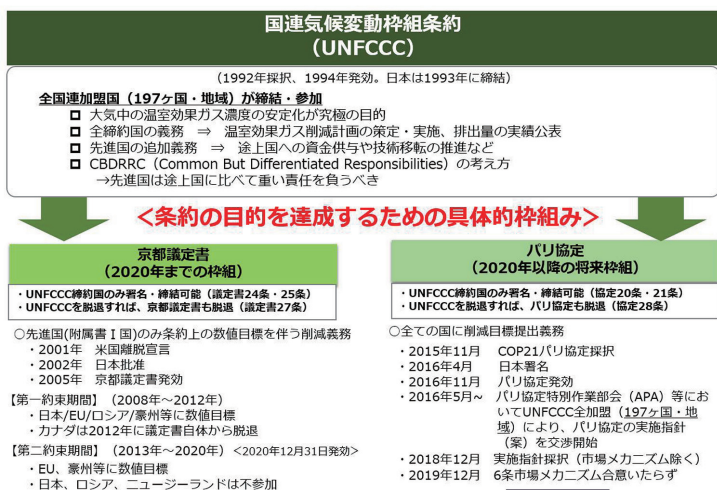 国連気候変動枠組条約
（UNFCCC）
（1992年採択、1994年発効。日本は1993年に締結）
全国連加盟国（197ヶ国・地域）が締結・参加
□ 大気中の温室効果ガス濃度の安定化が究極の目的
□ 全締約国の義務 ⇒ 温室効果ガス削減計画の策定・実施、排出量の実績公表
□ 先進国の追加義務 ⇒ 途上国への資金供与や技術移転の推進など
□ CBDRRC（Common But Differentiated Responsibilities）の考え方
→先進国は途上国に比べて重い責任を負うべき
＜条約の目的を達成するための具体的枠組み＞
京都議定書
（2020年までの枠組）
・UNFCCC締約国のみ署名・締結可能（議定書24条・25条）
・UNFCCCを脱退すれば、京都議定書も脱退（議定書27条）
○先進国(附属書Ⅰ国)のみ条約上の数値目標を伴う削減義務
・2001年 米国離脱宣言
・2002年 日本批准
・2005年 京都議定書発効
【第一約束期間】（2008年～2012年）
・日本/EU/ロシア/豪州等に数値目標
・カナダは2012年に議定書自体から脱退
【第二約束期間】（2013年～2020年）＜2020年12月31日発効＞
・EU、豪州等に数値目標
・日本、ロシア、ニュージーランドは不参加
パリ協定
（2020年以降の将来枠組）
・UNFCCC締約国のみ署名・締結可能（協定20条・21条）
・UNFCCCを脱退すれば、パリ協定も脱退（協定28条）
○全ての国に削減目標提出義務
・2015年11月 COP21パリ協定採択
・2016年4月 日本署名
・2016年11月 パリ協定発効
・2016年5月~ パリ協定特別作業部会（APA）等にお
いてUNFCCC全加盟（197ヶ国・地
域）により、パリ協定の実施指針
（案）を交渉開始
・2018年12月 実施指針採択（市場メカニズム除く）
・2019年12月 6条市場メカニズム合意いたらず